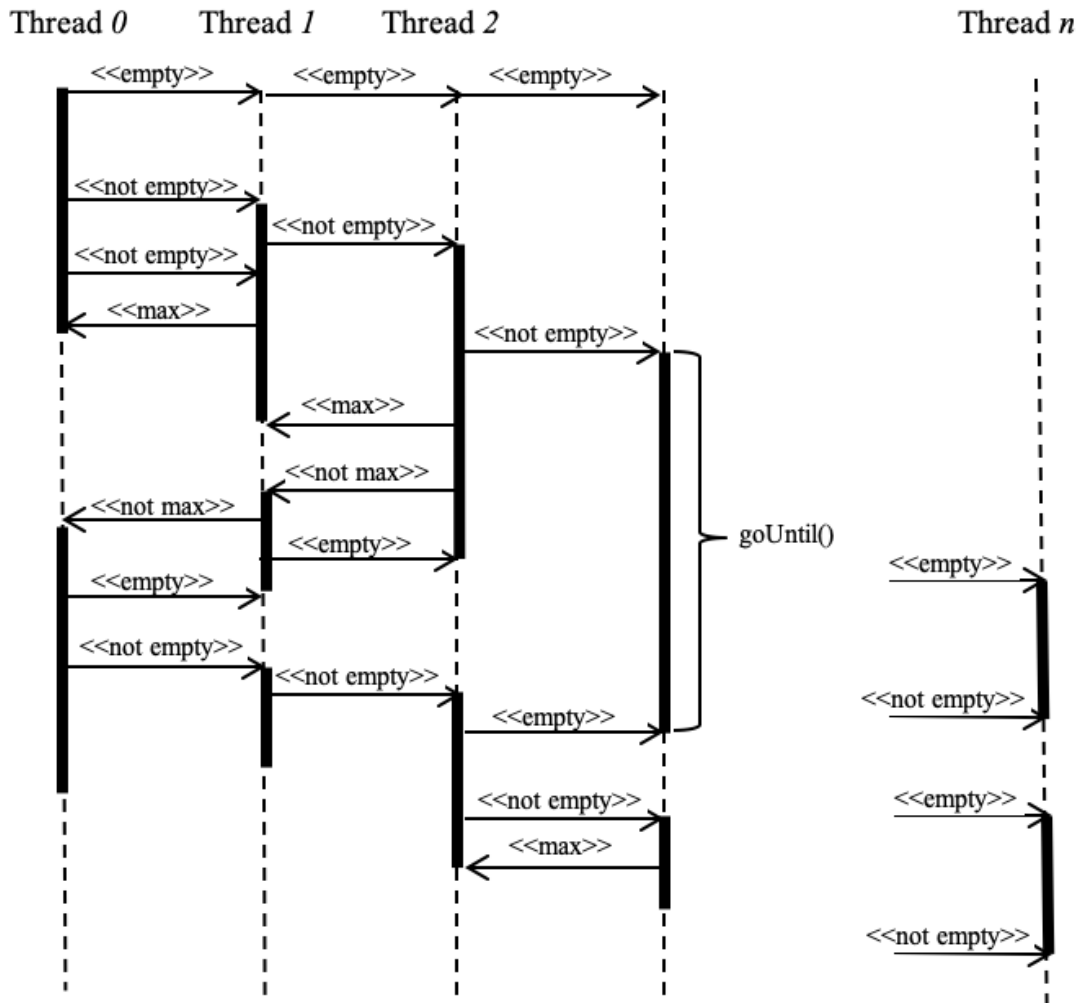 Thread 0 Thread 1 Thread 2 Thread n
<<empty>> <<empty>> <<empty>>
<<not empty>>
<<not empty>>
<<not empty>>
<<max>>
<<not empty>>
<<max>>
<<not max>>
<<not max>>
<<empty>>
goUntil()
<<empty>>
<<empty>>
<<not empty>>
<<not empty>>
<<not empty>>
<<empty>>
<<not empty>>
<<empty>>
<<max>>
<<not empty>>